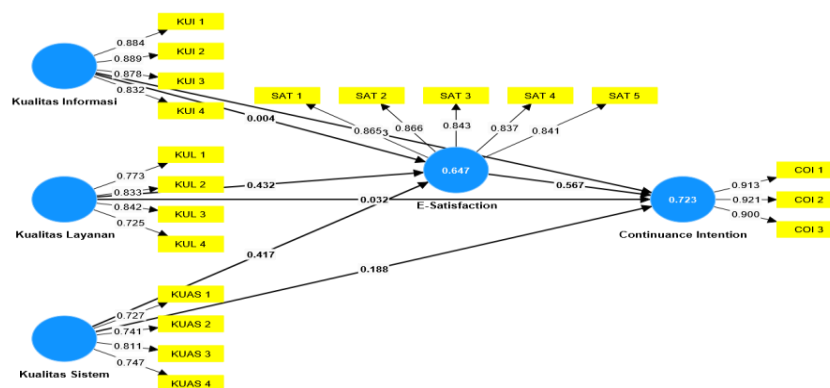 KUI 1
0.884
KUI 2
0.889
KUI 3
0.878
KUI 4
0.832
Kualitas Informasi
0.004
SAT 1
SAT 2
SAT 3
SAT 4
SAT 5
0.865
0.866
0.843
0.837
0.841
KUL 1
0.773
KUL 2
0.833
KUL 3
0.842
KUL 4
0.725
Kualitas Layanan
0.432
0.032
0.647
E-Satisfaction
0.567
0.723
Continuance Intention
COI 1
0.913
COI 2
0.921
COI 3
0.900
0.417
0.188
KUAS 1
0.727
KUAS 2
0.741
KUAS 3
0.811
KUAS 4
0.747
Kualitas Sistem